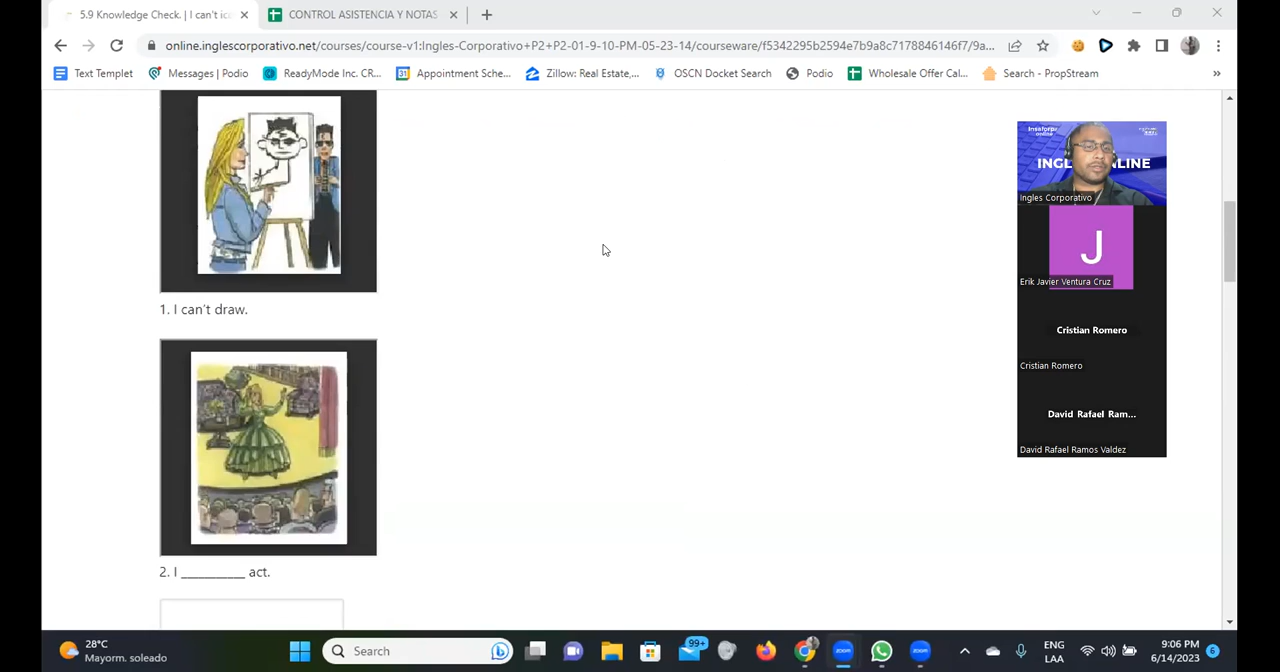 5.9 Knowledge Check. | I can't ice
CONTROL ASISTENCIA Y NOTAS
online.inglescorporativo.net/courses/course-v1:Ingles-Corporativo+P2+P2-01-9-10-PM-05-23-14/courseware/f5342295b2594e7b9a8c7178846146f7/9a...
Text Templet
Messages | Podio
ReadyMode Inc. CR...
Appointment Sche...
Zillow: Real Estate,...
OSCN Docket Search
Podio
Wholesale Offer Cal...
Search - PropStream
»
Insaforp
online
INGL ONLINE
Ingles Corporativo
J
Erik Javier Ventura Cruz
Cristian Romero
Cristian Romero
David Rafael Ram...
David Rafael Ramos Valdez
1. I can't draw.
2. I __________ act.
28°C
Mayorm. soleado
Search
99+
ENG
LAA
9:06 PM
6/14/2023
6